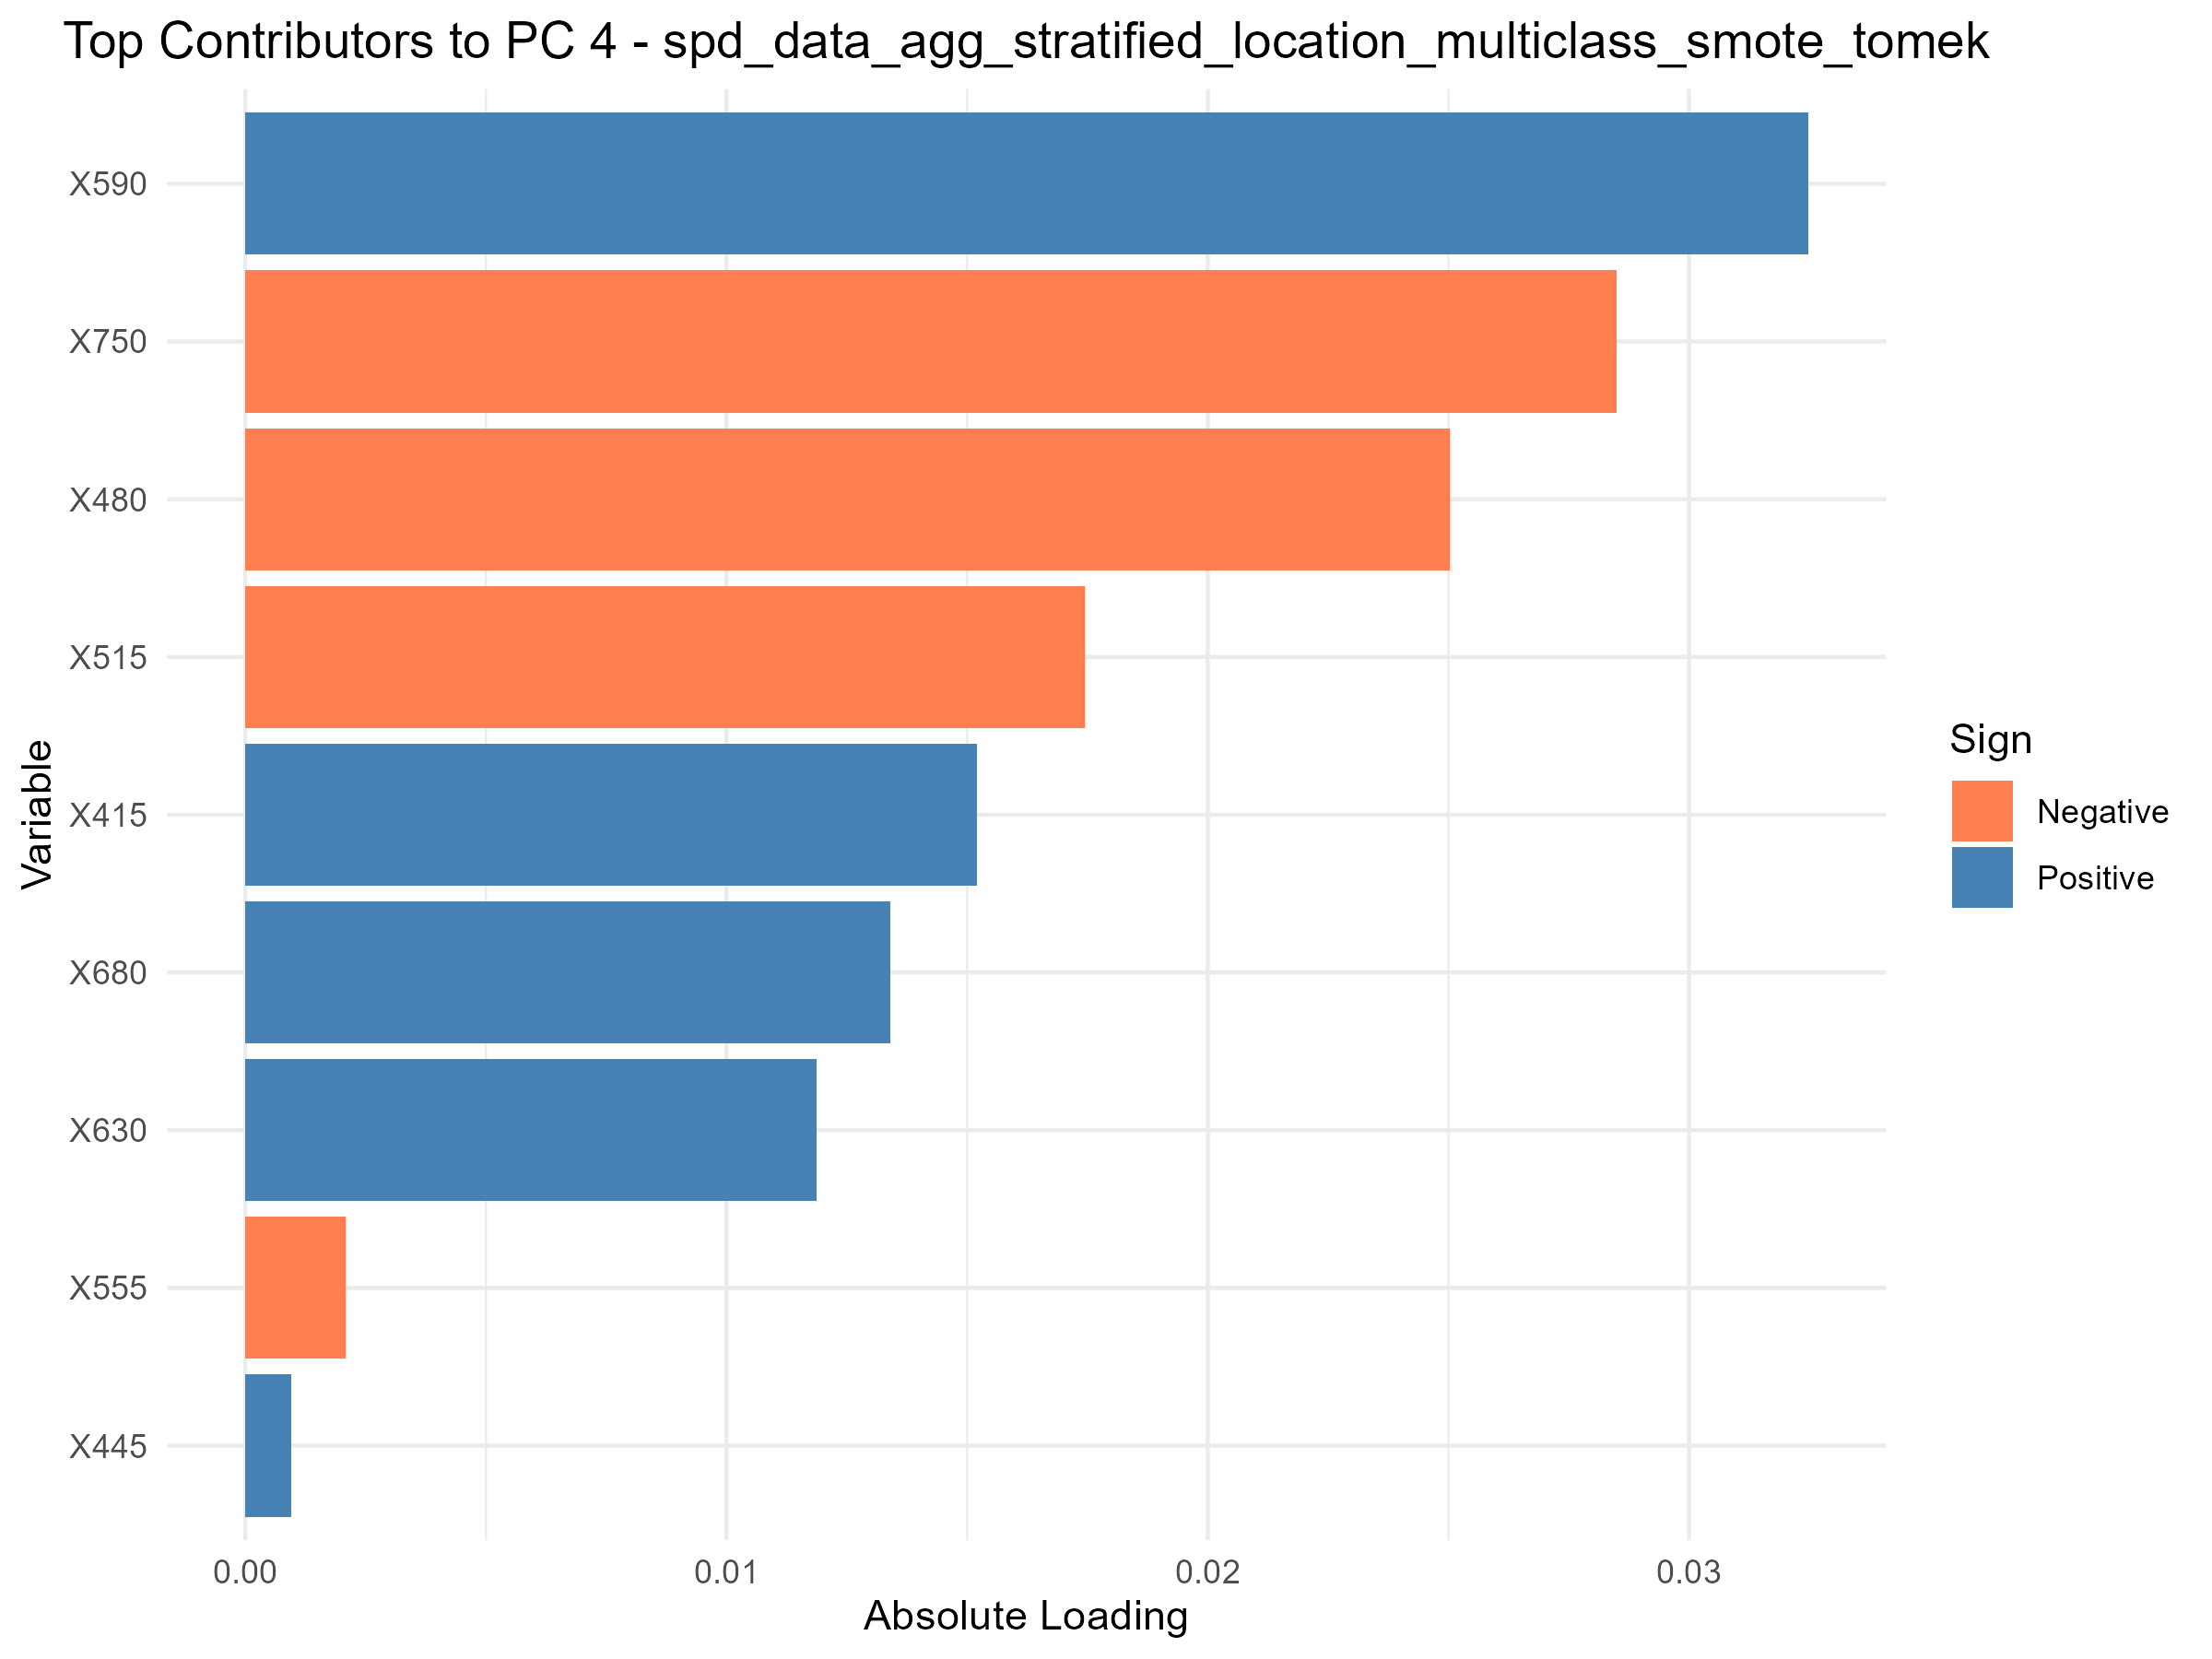 Top Contributors to PC 4 - spd_data_agg_stratified_location_multiclass_smote_tomek
X590
X750
X480
X515
X415
X680
X630
X555
X445
Variable
0.00 0.01 0.02 0.03
Absolute Loading
Sign
Negative
Positive